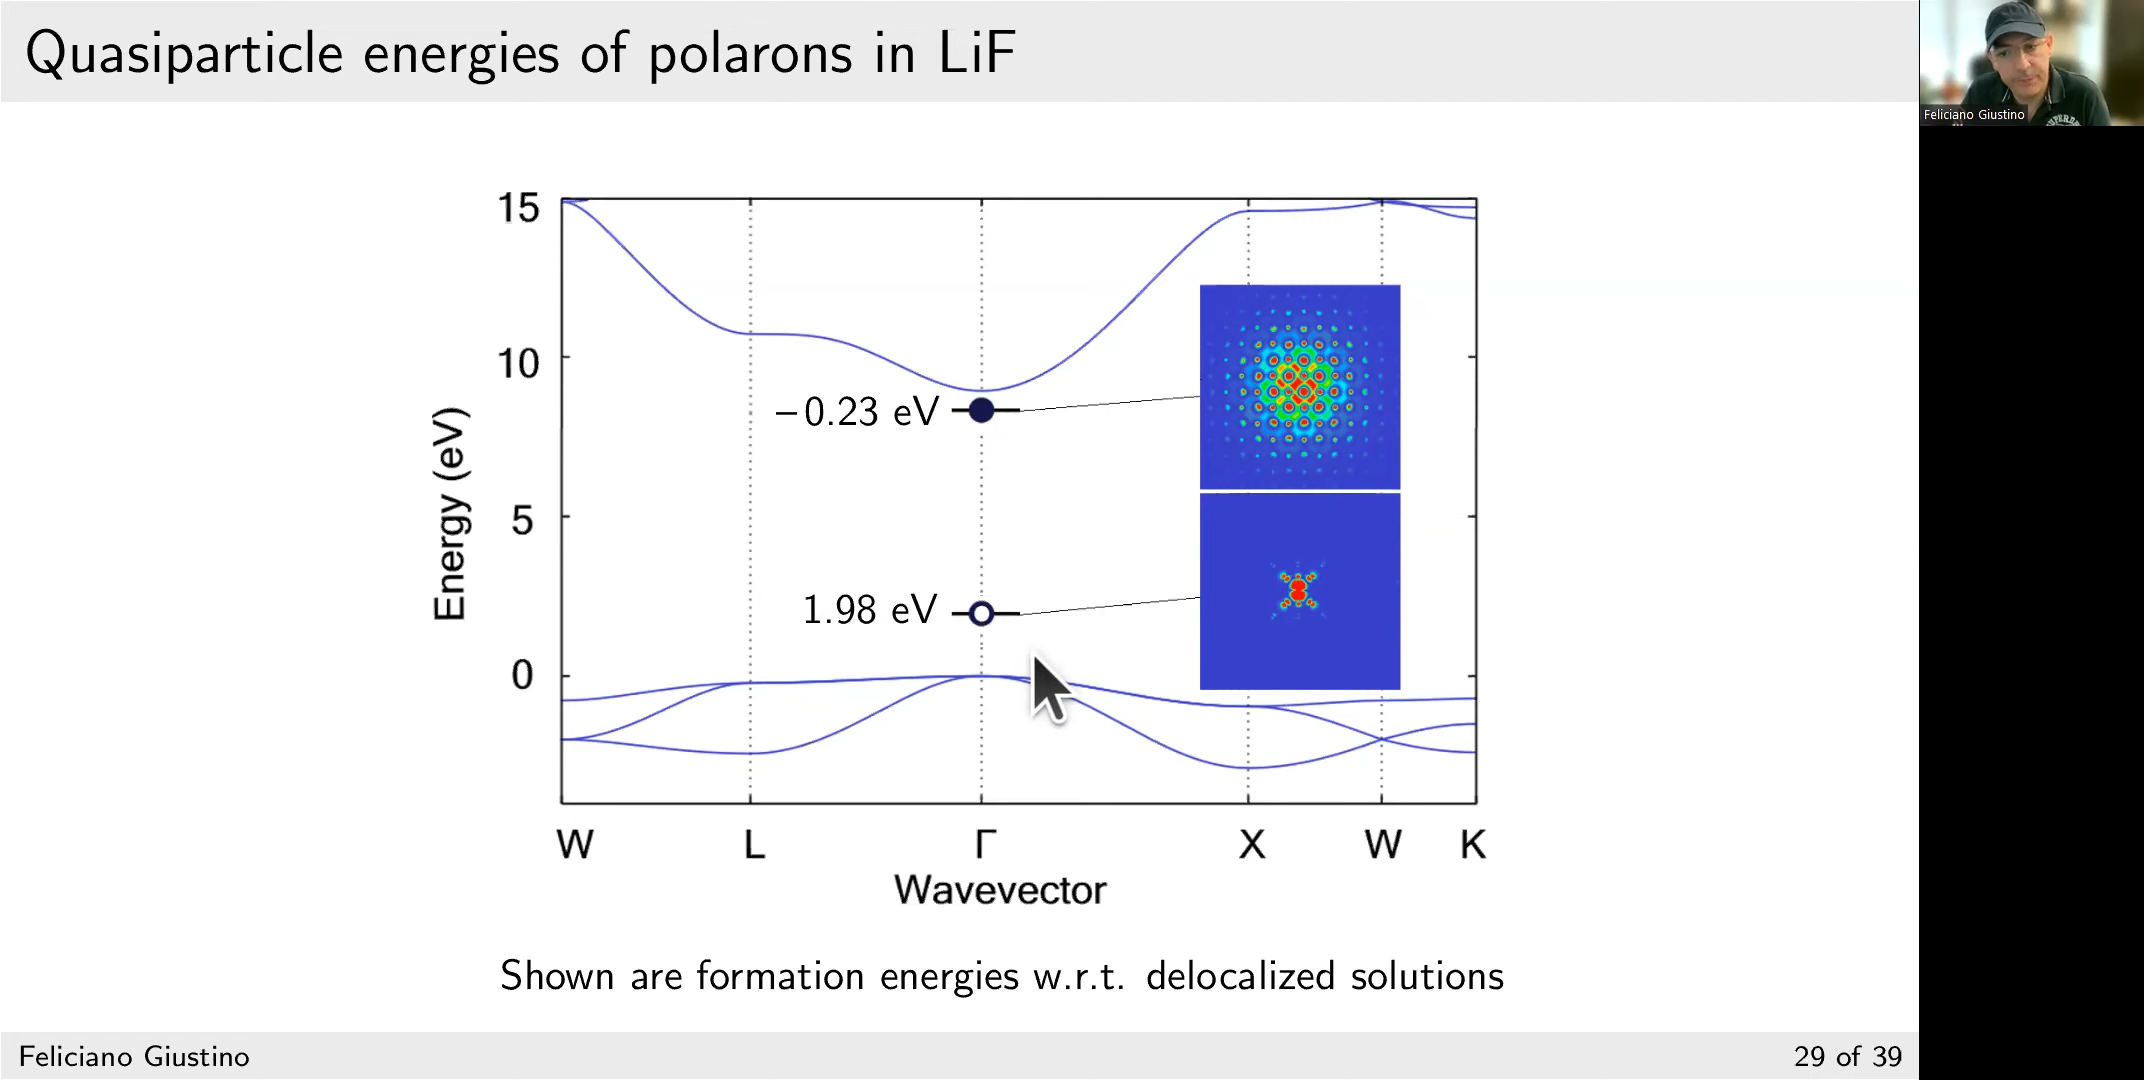 Quasiparticle energies of polarons in LiF
Feliciano Giustino
15
10
5
0
Energy (eV)
−0.23 eV
1.98 eV
W L Γ X W K
Wavevector
Shown are formation energies w.r.t. delocalized solutions
Feliciano Giustino
29 of 39